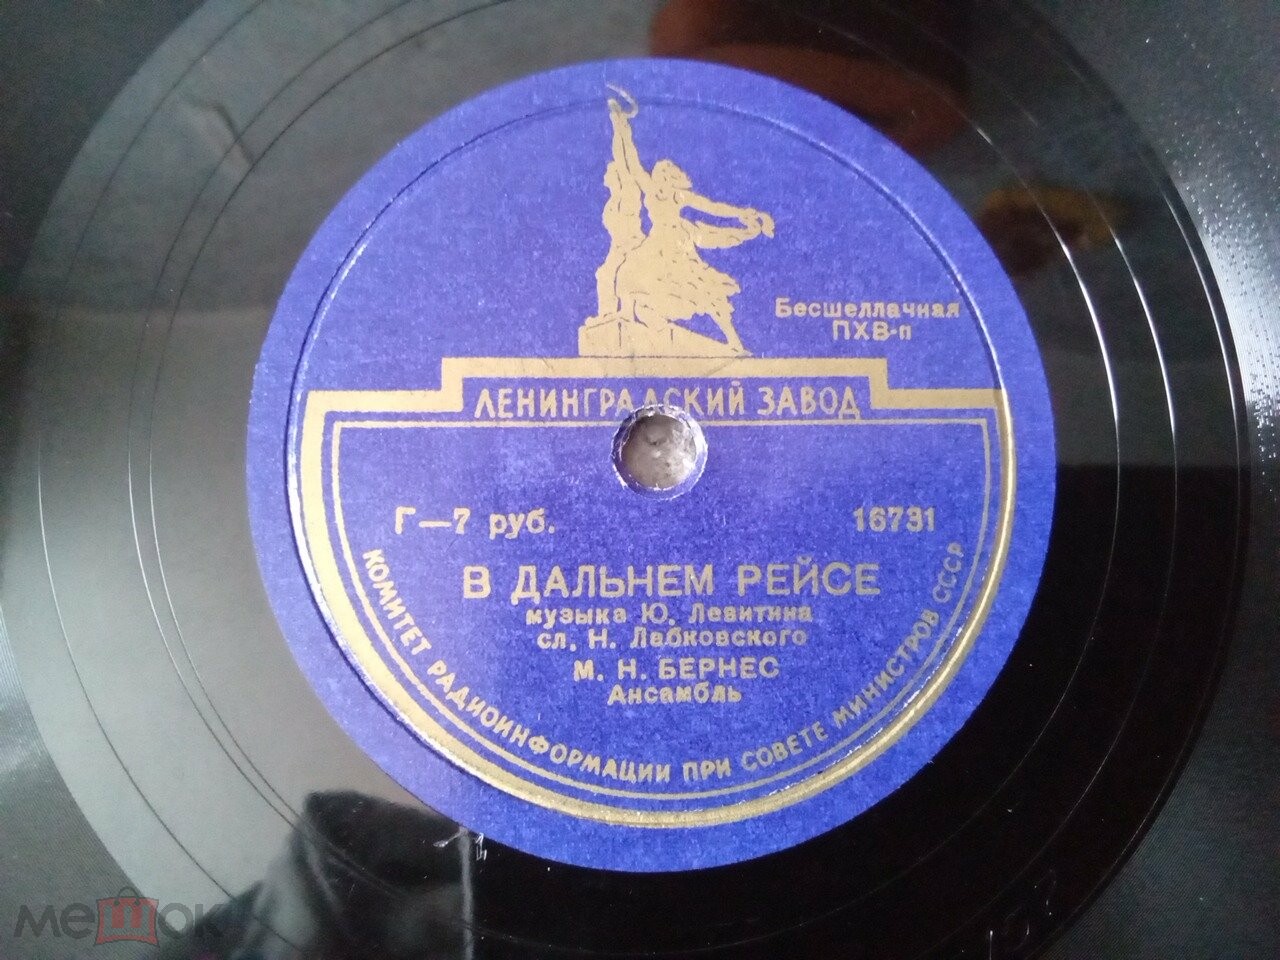 Бесшеллачная
ПХВ-п
ЛЕНИНГРАДСКИЙ ЗАВОД
Г—7 руб. 16731
В ДАЛЬНЕМ РЕЙСЕ
музыка Ю. Левитина
сл. Н. Лабковского
М. Н. БЕРНЕС
Ансамбль
КОМИТЕТ РАДИОИНФОРМАЦИИ ПРИ СОВЕТЕ МИНИСТРОВ СССР
мешок